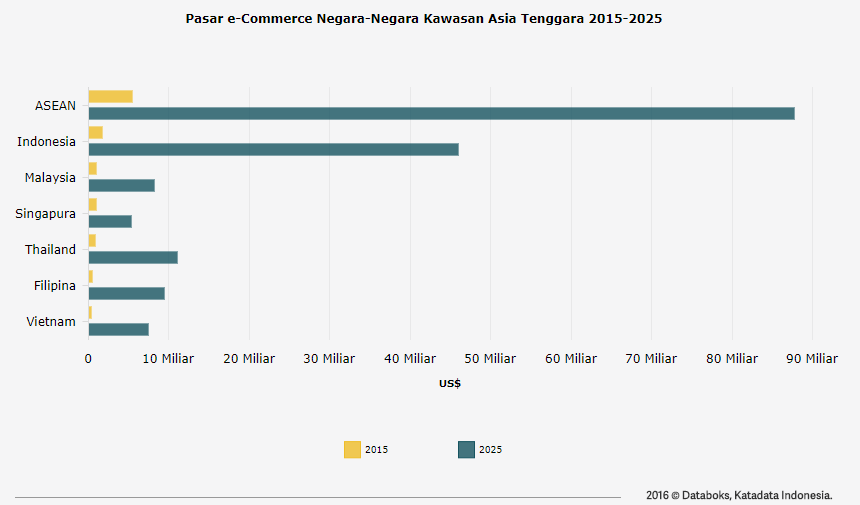 Pasar e-Commerce Negara-Negara Kawasan Asia Tenggara 2015-2025
ASEAN
Indonesia
Malaysia
Singapura
Thailand
Filipina
Vietnam
0 10 Miliar 20 Miliar 30 Miliar 40 Miliar 50 Miliar 60 Miliar 70 Miliar 80 Miliar 90 Miliar
US$
2015 2025
2016 © Databoks, Katadata Indonesia.